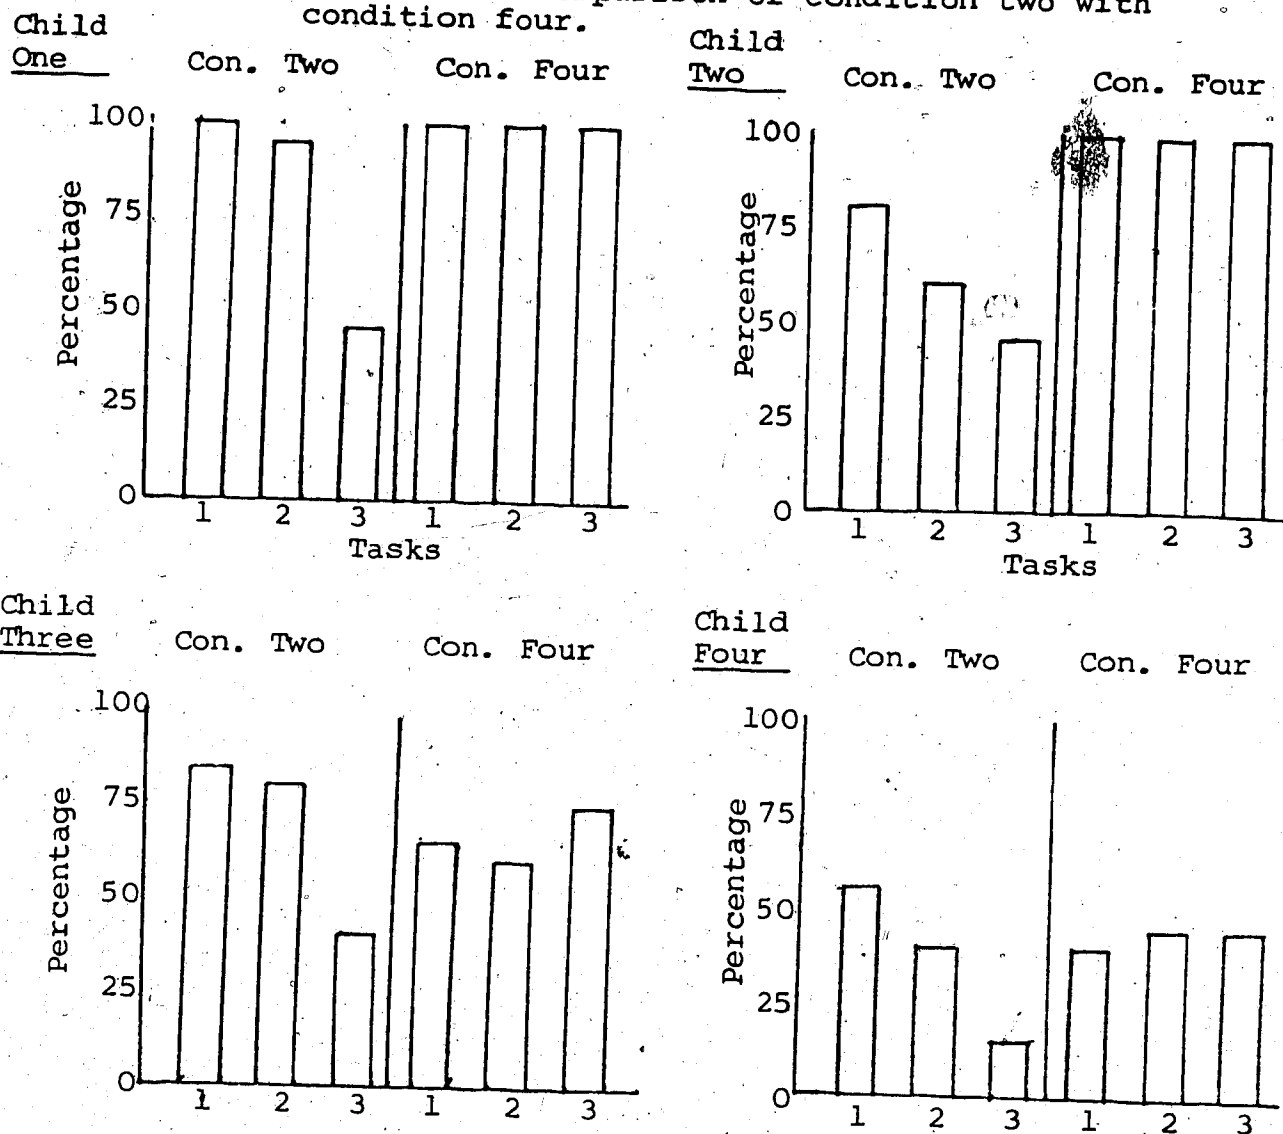 of condition two with
condition four.
Child
One
Con. Two
Con. Four
100
75
50
25
0
Percentage
1 2 3 1 2 3
Tasks
Child
Two
Con. Two
Con. Four
100
75
50
25
0
Percentage
1 2 3 1 2 3
Tasks
Child
Three
Con. Two
Con. Four
100
75
50
25
0
Percentage
1 2 3 1 2 3
Child
Four
Con. Two
Con. Four
100
75
50
25
0
Percentage
1 2 3 1 2 3